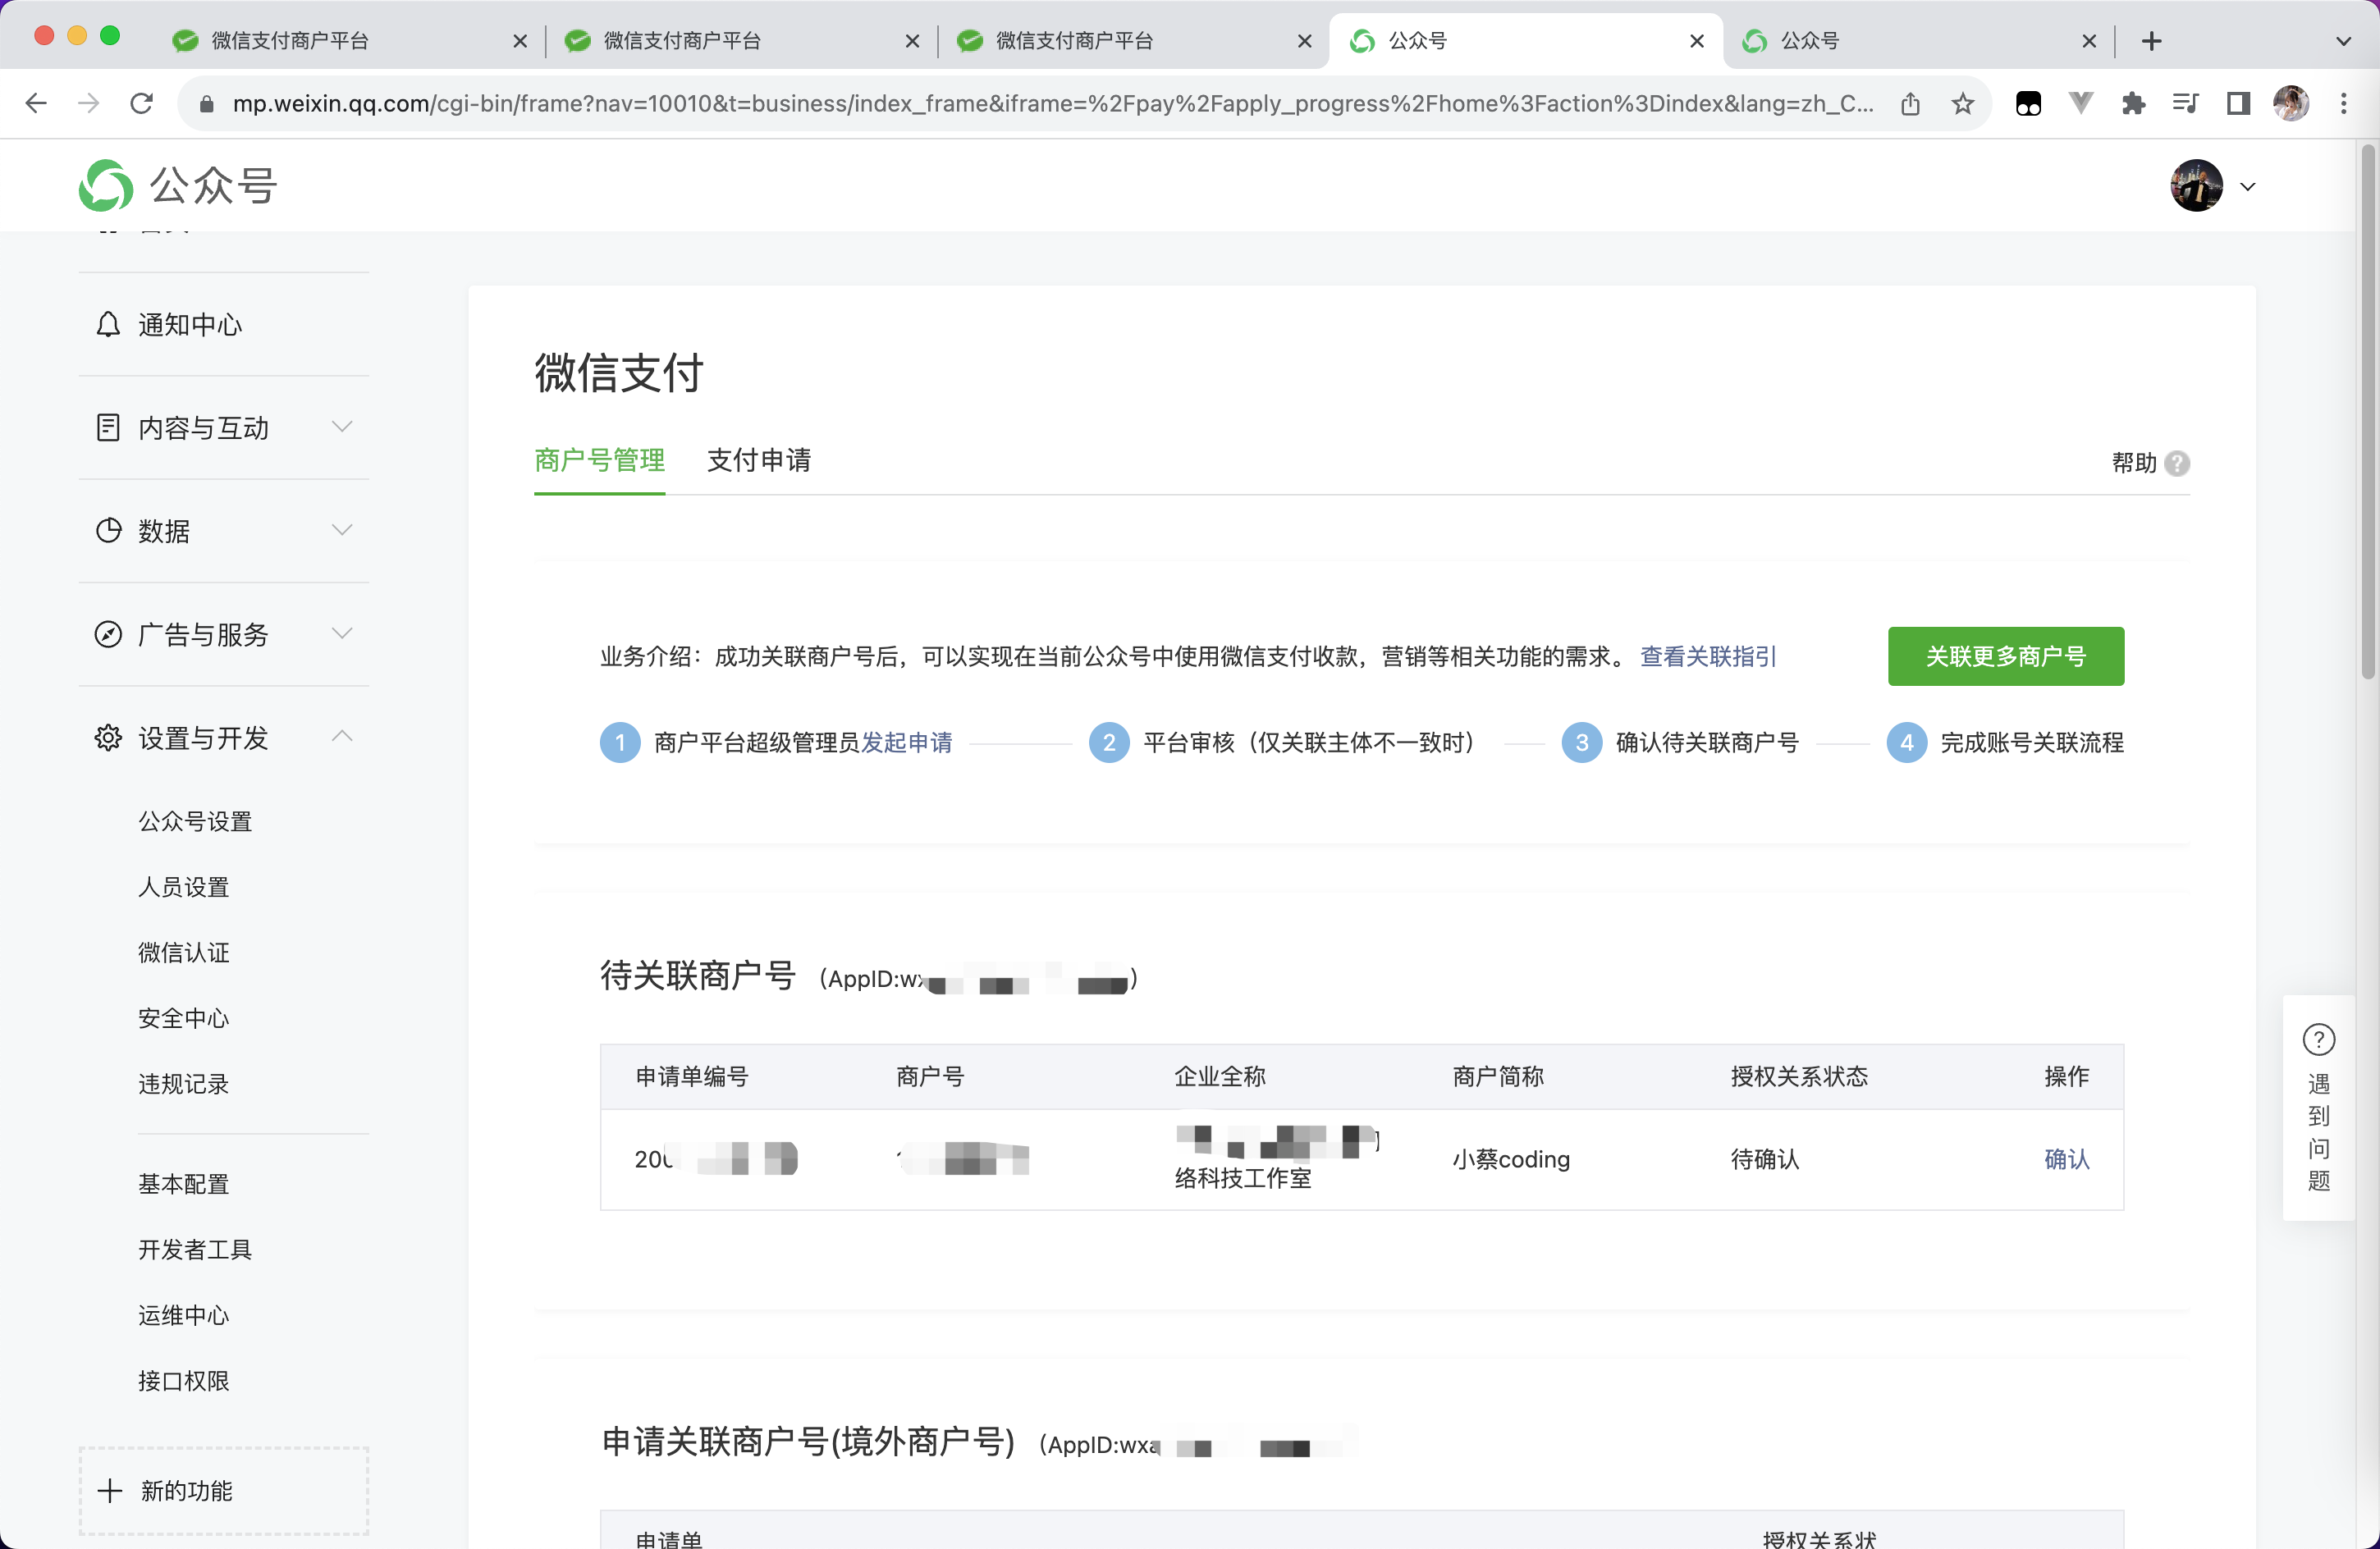 微信支付商户平台
微信支付商户平台
微信支付商户平台
公众号
公众号
mp.weixin.qq.com/cgi-bin/frame?nav=10010&t=business/index_frame&iframe=%2Fpay%2Fapply_progress%2Fhome%3Faction%3Dindex&lang=zh_C...
公众号
通知中心
内容与互动
数据
广告与服务
设置与开发
公众号设置
人员设置
微信认证
安全中心
违规记录
基本配置
开发者工具
运维中心
接口权限
新的功能
微信支付
商户号管理 支付申请
帮助
业务介绍：成功关联商户号后，可以实现在当前公众号中使用微信支付收款，营销等相关功能的需求。 查看关联指引
关联更多商户号
1 商户平台超级管理员发起申请 2 平台审核（仅关联主体不一致时） 3 确认待关联商户号 4 完成账号关联流程
待关联商户号 (AppID:wx )
申请单编号 商户号 企业全称 商户简称 授权关系状态 操作
200 络科技工作室 小蔡coding 待确认 确认
申请关联商户号(境外商户号) (AppID:wxa
申请单 授权关系状
遇到问题